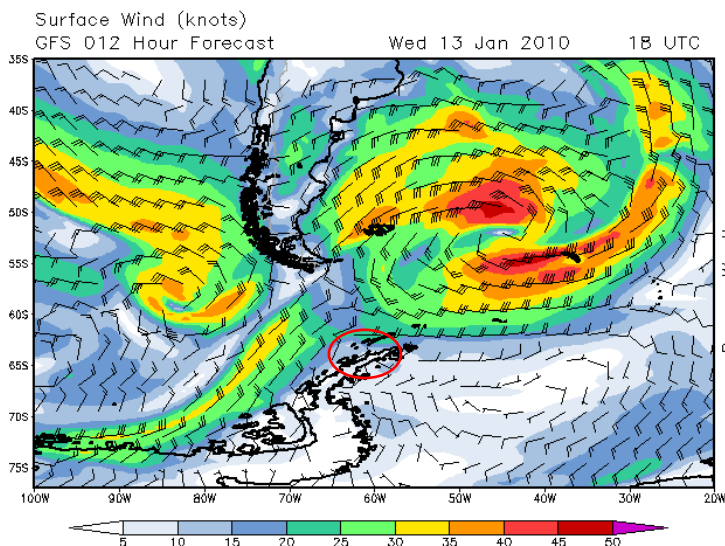 Surface Wind (knots)
GFS 012 Hour Forecast Wed 13 Jan 2010 18 UTC
35S
40S
45S
50S
55S
60S
65S
70S
75S
100W 90W 80W 70W 60W 50W 40W 30W 20W
5 10 15 20 25 30 35 40 45 50